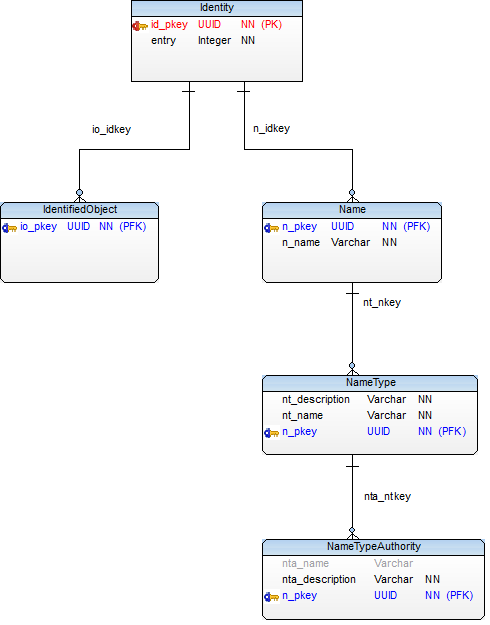 Identity
id_pkey UUID NN (PK)
entry Integer NN
io_idkey
n_idkey
IdentifiedObject
io_pkey UUID NN (PFK)
Name
n_pkey UUID NN (PFK)
n_name Varchar NN
nt_nkey
NameType
nt_description Varchar NN
nt_name Varchar NN
n_pkey UUID NN (PFK)
nta_ntkey
NameTypeAuthority
nta_name Varchar
nta_description Varchar NN
n_pkey UUID NN (PFK)